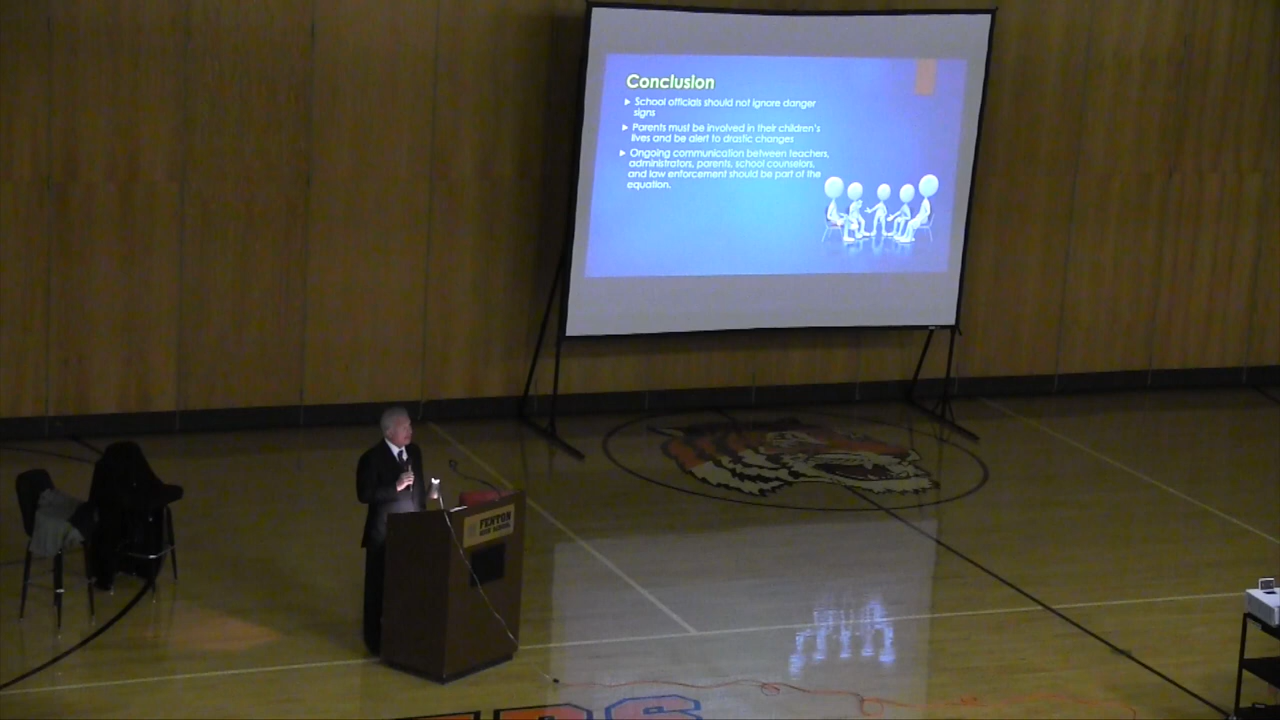 Conclusion
School officials should not ignore danger
signs
Parents must be involved in their children's
lives and be alert to drastic changes
Ongoing communication between teachers,
administrators, parents, school counselors,
and law enforcement should be part of the
equation.
FENTON
HIGH SCHOOL